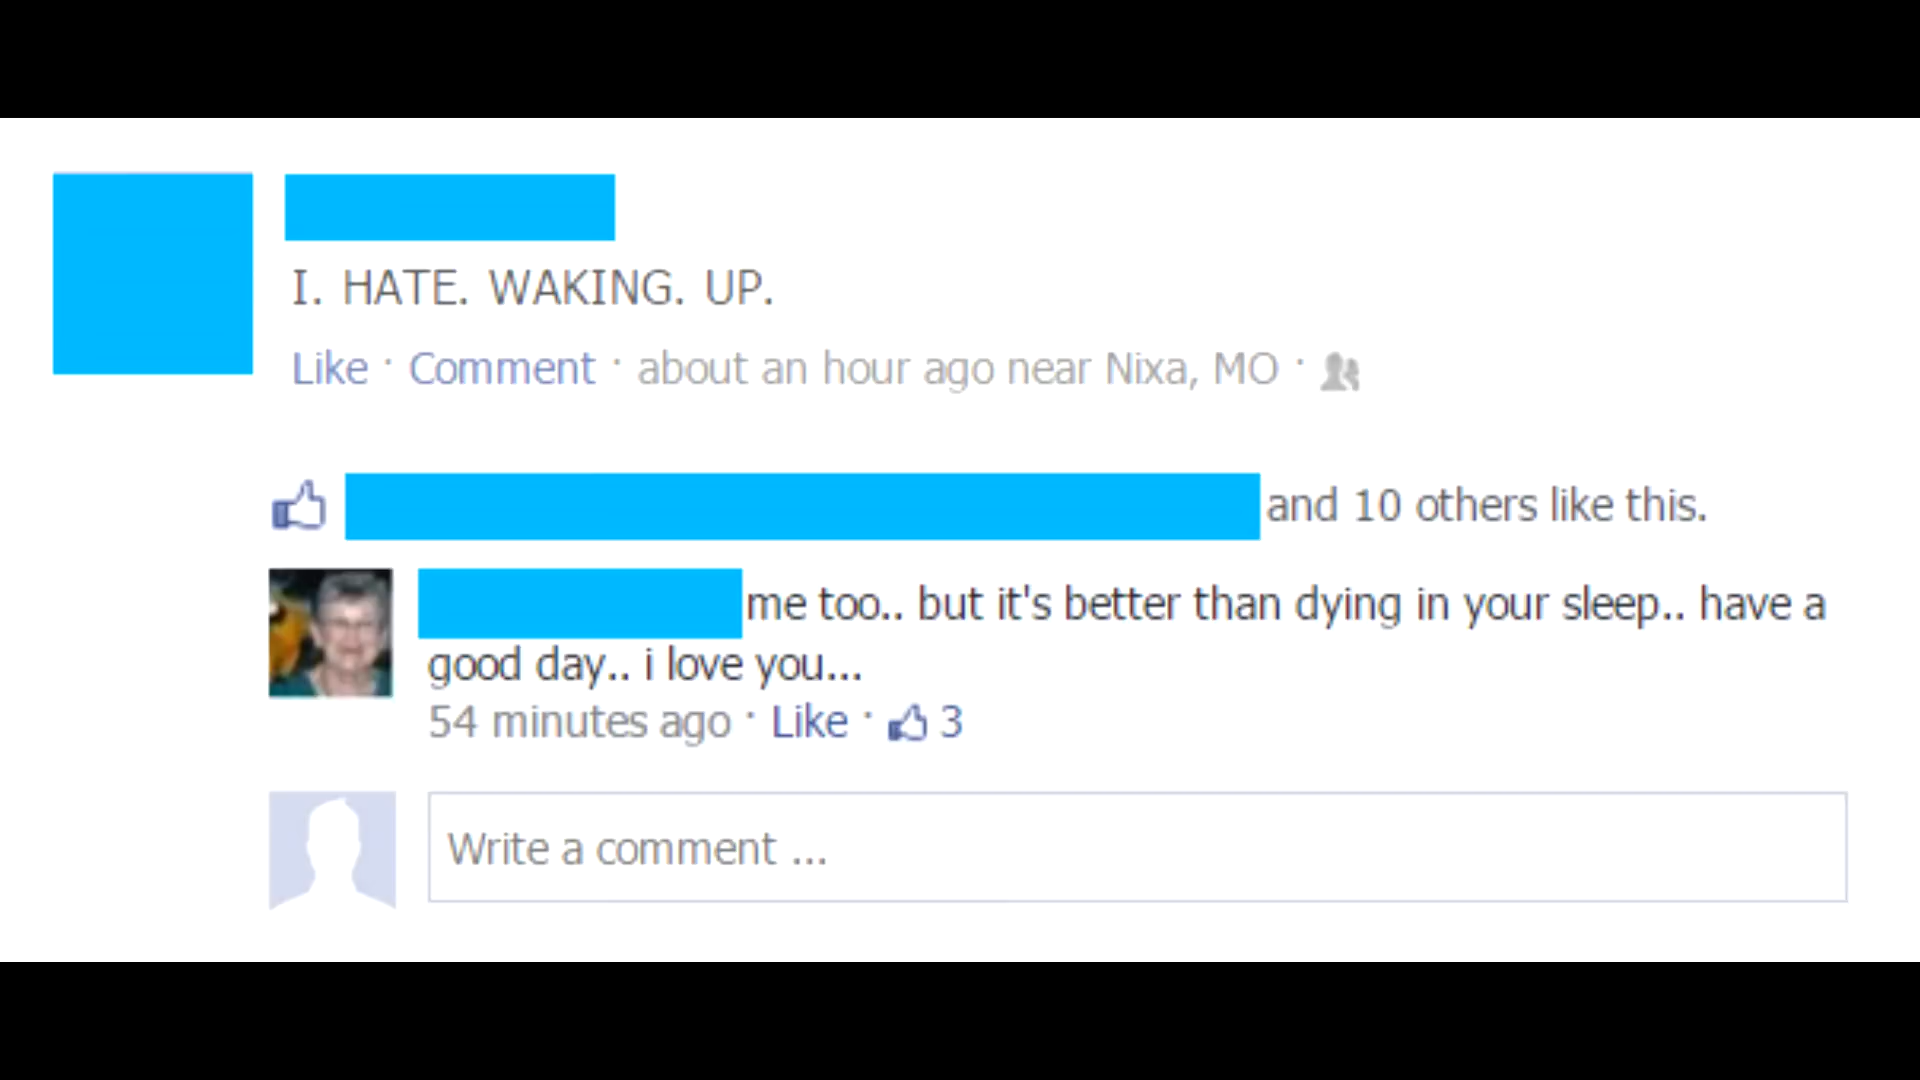 I. HATE. WAKING. UP.
Like · Comment · about an hour ago near Nixa, MO ·
and 10 others like this.
me too.. but it's better than dying in your sleep.. have a
good day.. i love you...
54 minutes ago · Like · 3
Write a comment ...